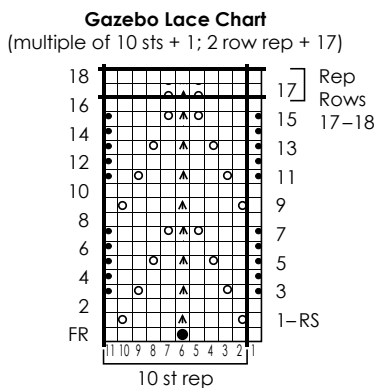 Gazebo Lace Chart
(multiple of 10 sts + 1; 2 row rep + 17)
18
17
Rep
Rows
17–18
16
15
14
13
12
11
10
9
8
7
6
5
4
3
2
1–RS
FR
11 10 9 8 7 6 5 4 3 2 1
10 st rep